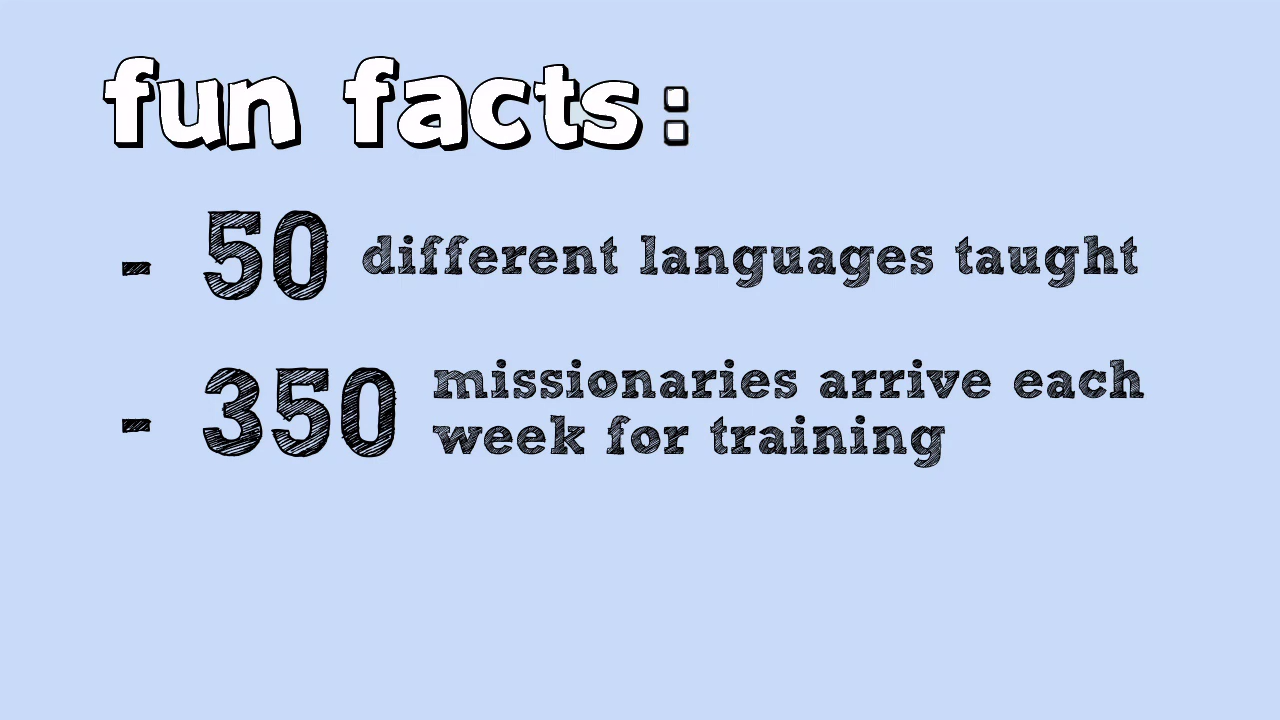 fun facts:
- 50 different languages taught
- 350 missionaries arrive each
week for training